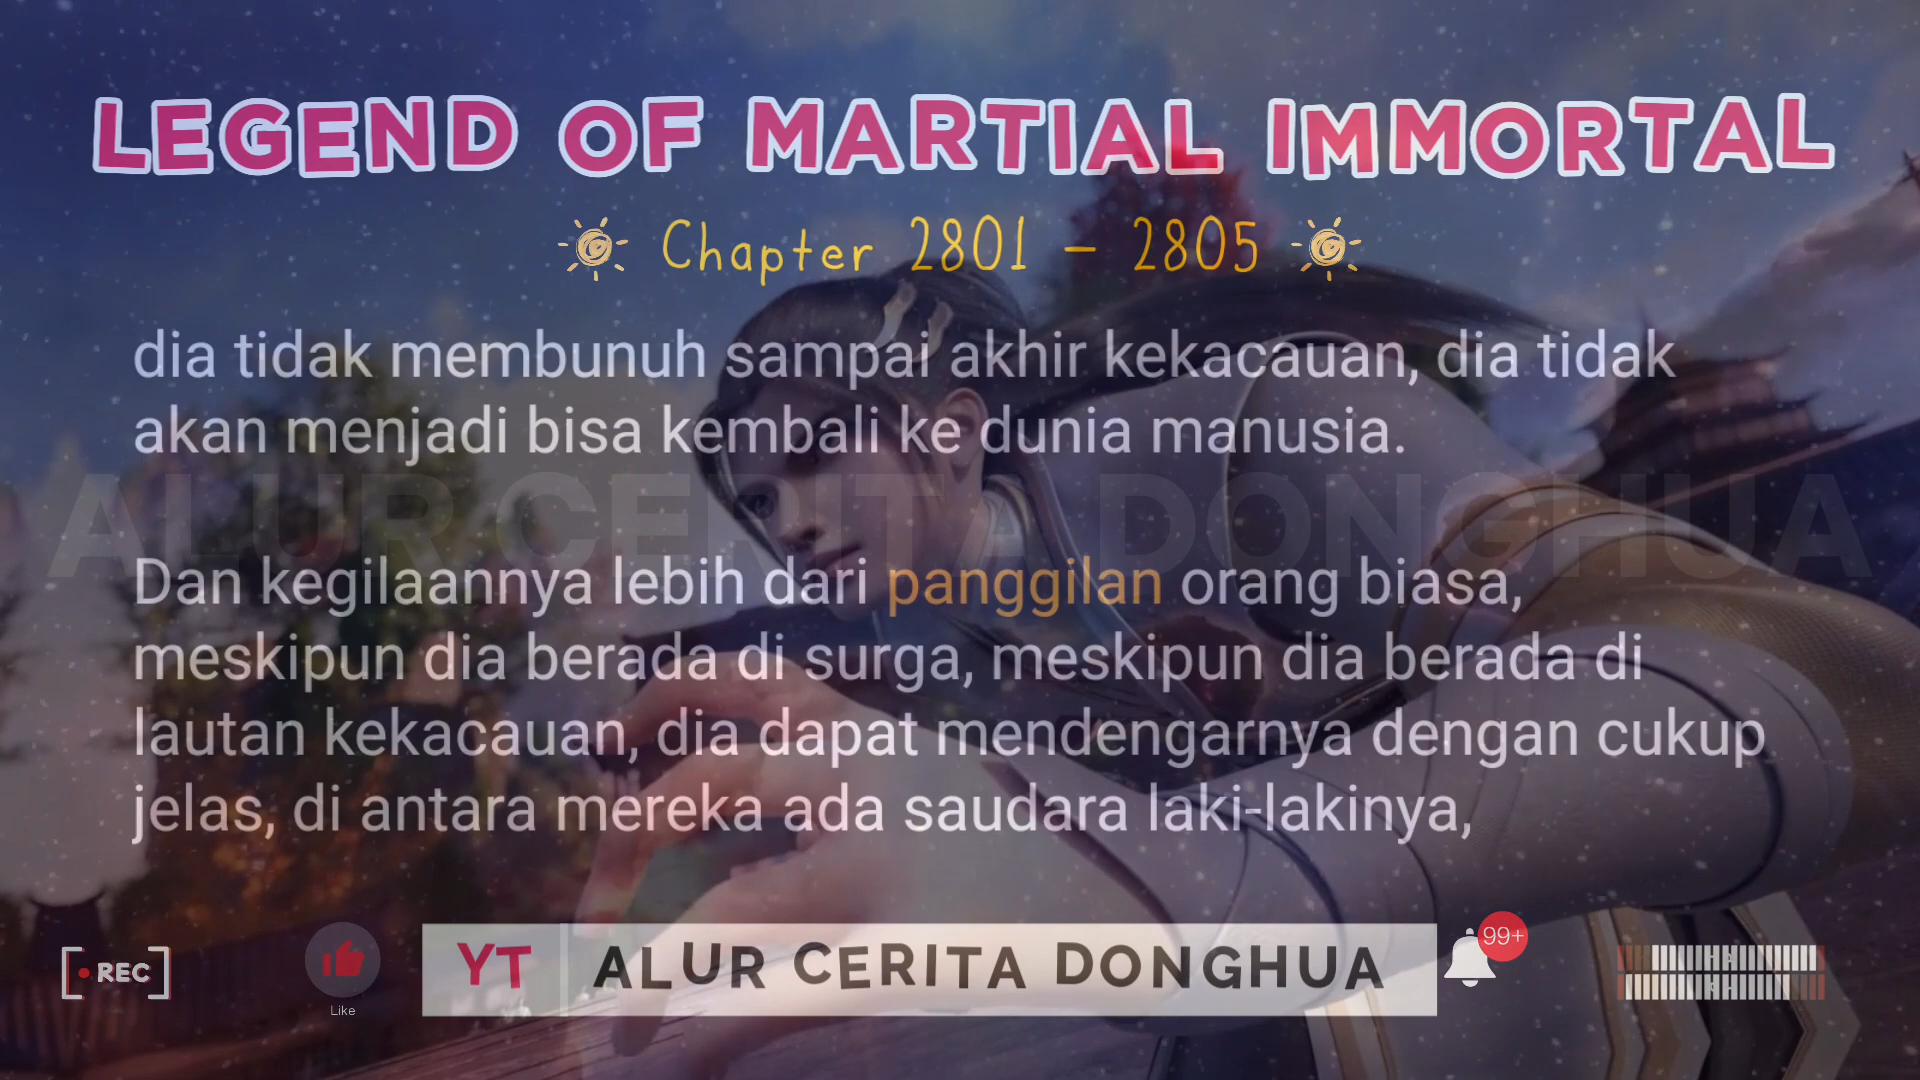 LEGEND OF MARTIAL IMMORTAL
Chapter 2801 - 2805
dia tidak membunuh sampai akhir kekacauan, dia tidak
akan menjadi bisa kembali ke dunia manusia.
ALUR CERITA DONGHUA
Dan kegilaannya lebih dari panggilan orang biasa,
meskipun dia berada di surga, meskipun dia berada di
lautan kekacauan, dia dapat mendengarnya dengan cukup
jelas, di antara mereka ada saudara laki-lakinya,
REC
Like
YT ALUR CERITA DONGHUA
99+